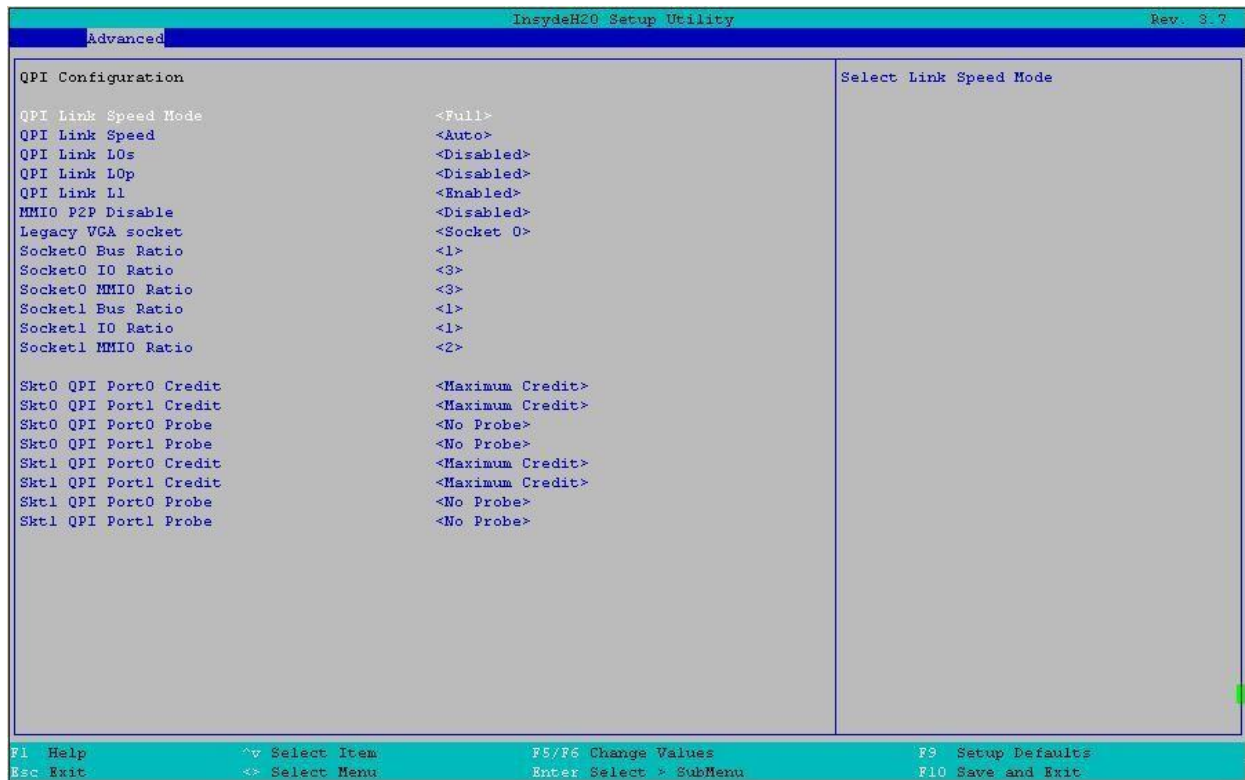 InsydeH20 Setup Utility Rev. 3.7
Advanced
QPI Configuration Select Link Speed Mode
QPI Link Speed Mode <Full>
QPI Link Speed <Auto>
QPI Link L0s <Disabled>
QPI Link L0p <Disabled>
QPI Link L1 <Enabled>
MMIO P2P Disable <Disabled>
Legacy VGA socket <Socket 0>
Socket0 Bus Ratio <1>
Socket0 IO Ratio <3>
Socket0 MMIO Ratio <3>
Socket1 Bus Ratio <1>
Socket1 IO Ratio <1>
Socket1 MMIO Ratio <2>
Skt0 QPI Port0 Credit <Maximum Credit>
Skt0 QPI Port1 Credit <Maximum Credit>
Skt0 QPI Port0 Probe <No Probe>
Skt0 QPI Port1 Probe <No Probe>
Skt1 QPI Port0 Credit <Maximum Credit>
Skt1 QPI Port1 Credit <Maximum Credit>
Skt1 QPI Port0 Probe <No Probe>
Skt1 QPI Port1 Probe <No Probe>
F1 Help ^v Select Item F5/F6 Change Values F9 Setup Defaults
Esc Exit <> Select Menu Enter Select > SubMenu F10 Save and Exit